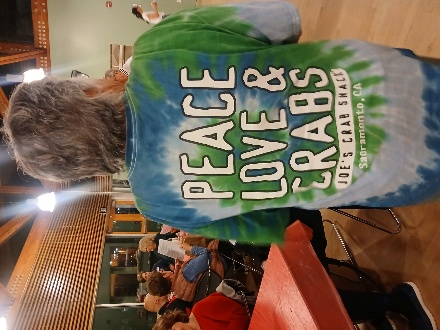 PEACE
LOVE &
CRABS
JOE'S CRAB SHACK
Sacramento, CA